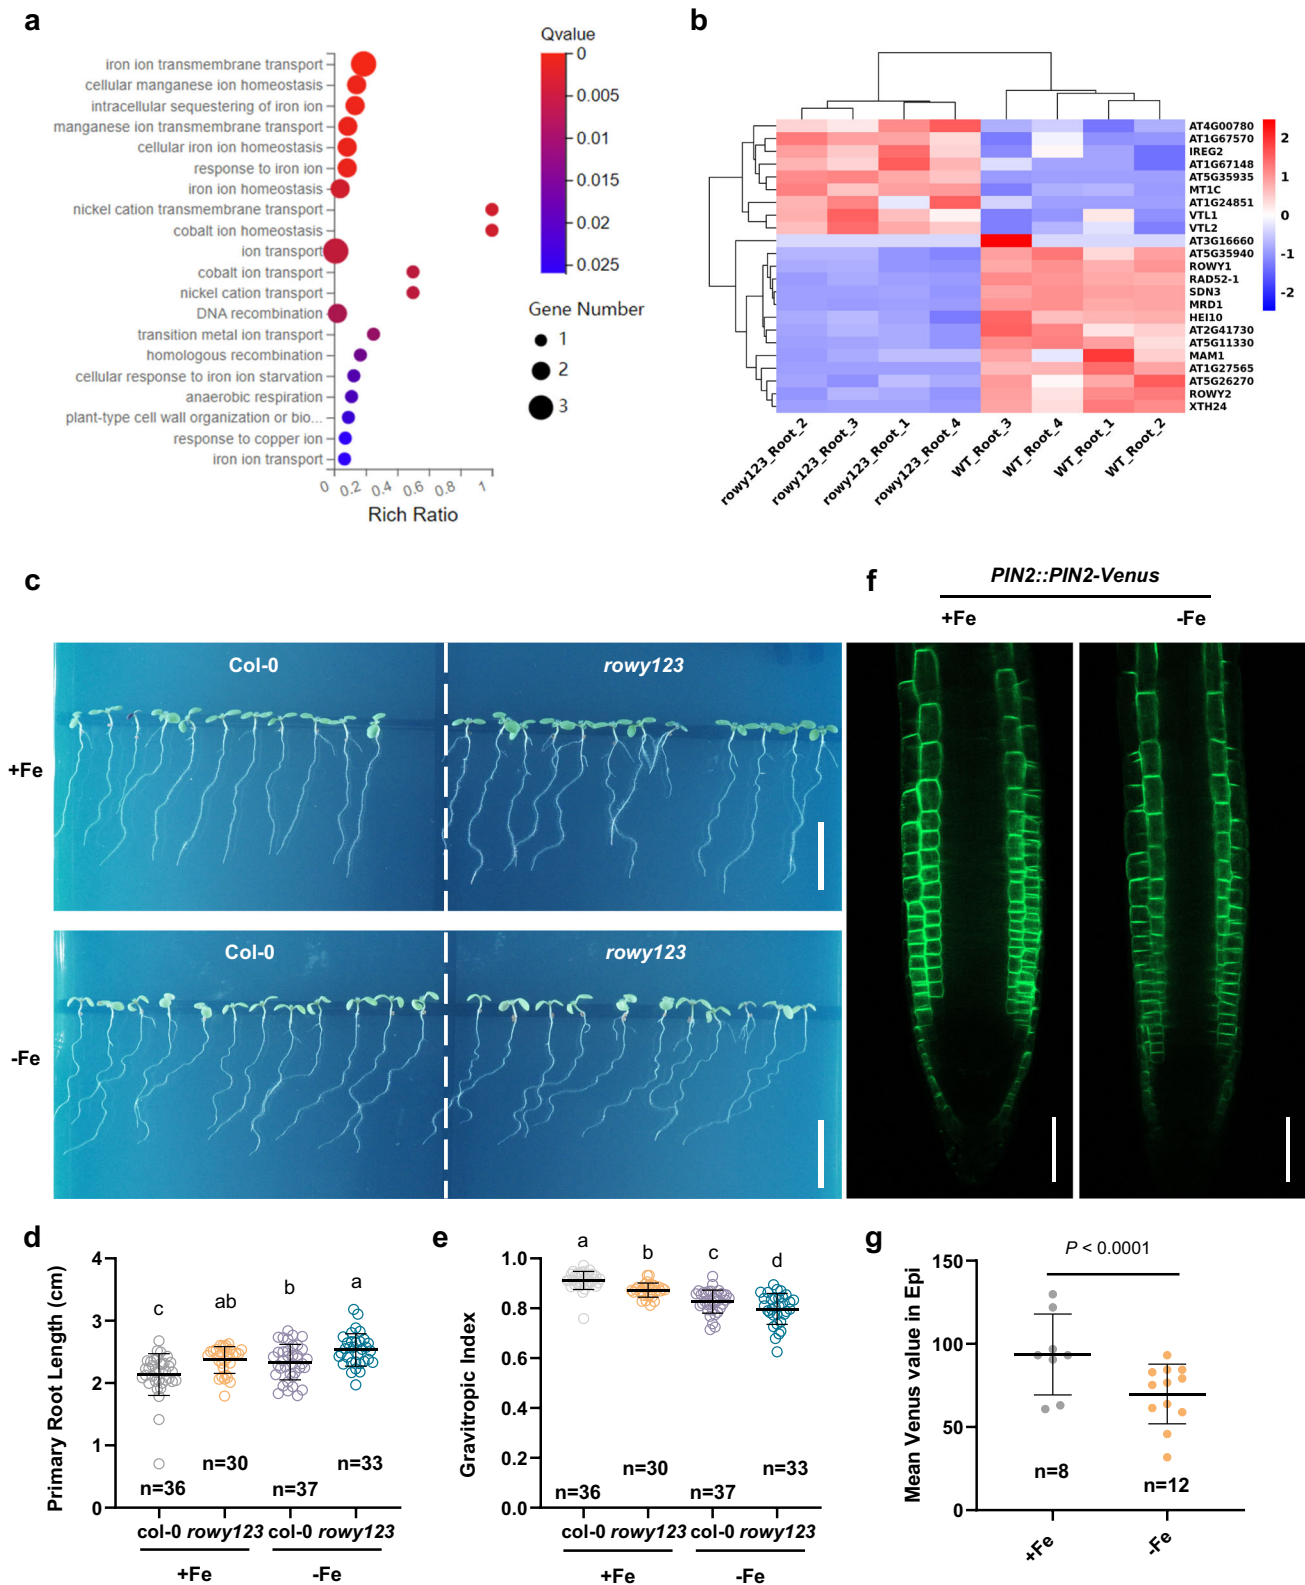 a
Qvalue
0
0.005
0.01
0.015
0.02
0.025
Gene Number
1
2
3
iron ion transmembrane transport
cellular manganese ion homeostasis
intracellular sequestering of iron ion
manganese ion transmembrane transport
cellular iron ion homeostasis
response to iron ion
iron ion homeostasis
nickel cation transmembrane transport
cobalt ion homeostasis
ion transport
cobalt ion transport
nickel cation transport
DNA recombination
transition metal ion transport
homologous recombination
cellular response to iron ion starvation
anaerobic respiration
plant-type cell wall organization or bio...
response to copper ion
iron ion transport
0 0.2 0.4 0.6 0.8 1
Rich Ratio
b
AT4G00780
AT1G67570
IREG2
AT1G67148
AT5G35935
MT1C
AT1G24851
VTL1
VTL2
AT3G16660
AT5G35940
ROWY1
RAD52-1
SDN3
MRD1
HEI10
AT2G41730
AT5G11330
MAM1
AT1G27565
AT5G26270
ROWY2
XTH24
2
1
0
-1
-2
rowy123_Root_2
rowy123_Root_3
rowy123_Root_1
rowy123_Root_4
WT_Root_3
WT_Root_4
WT_Root_1
WT_Root_2
c
+Fe
Col-0 rowy123
-Fe
Col-0 rowy123
f
PIN2::PIN2-Venus
+Fe -Fe
d
Primary Root Length (cm)
4
3
2
1
0
c ab b a
n=36 n=30 n=37 n=33
col-0 rowy123 col-0 rowy123
+Fe -Fe
e
Gravitropic Index
1.0
0.8
0.6
0.4
0.2
0.0
a b c d
n=36 n=30 n=37 n=33
col-0 rowy123 col-0 rowy123
+Fe -Fe
g
Mean Venus value in Epi
150
100
50
0
P < 0.0001
n=8 n=12
+Fe -Fe